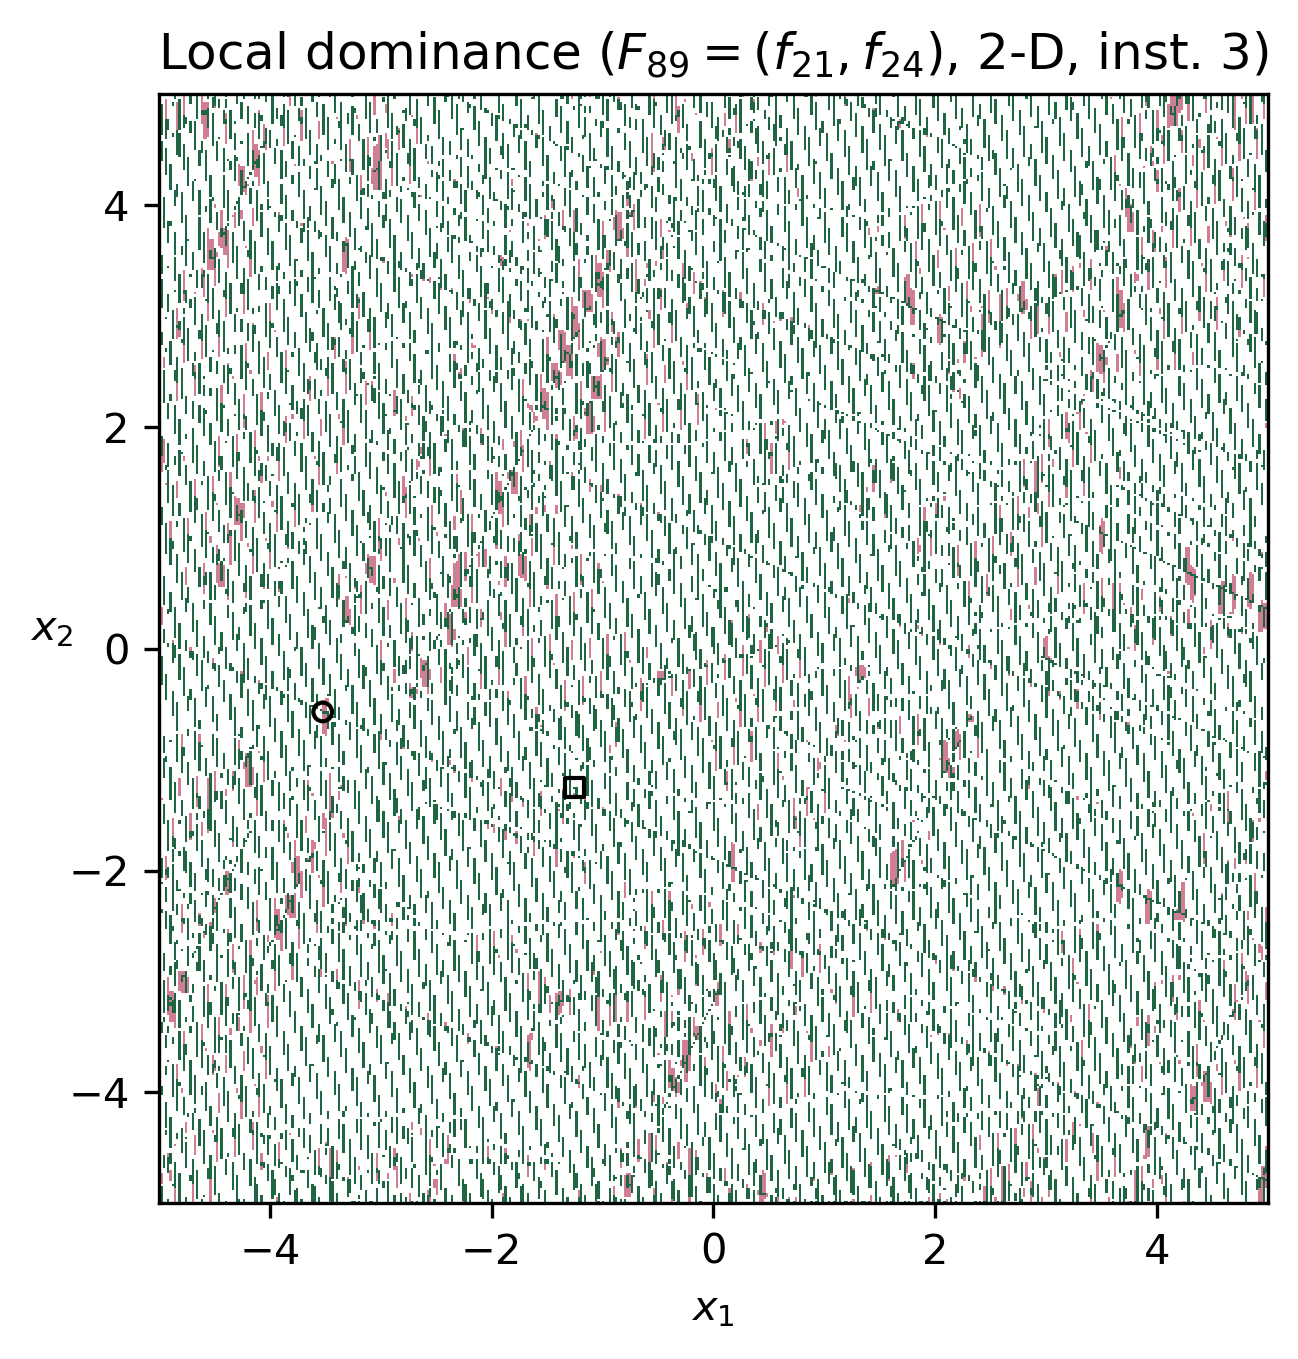 Local dominance (F₈₉ = (f₂₁, f₂₄), 2-D, inst. 3)
4
2
0
−2
−4
x₂
−4 −2 0 2 4
x₁